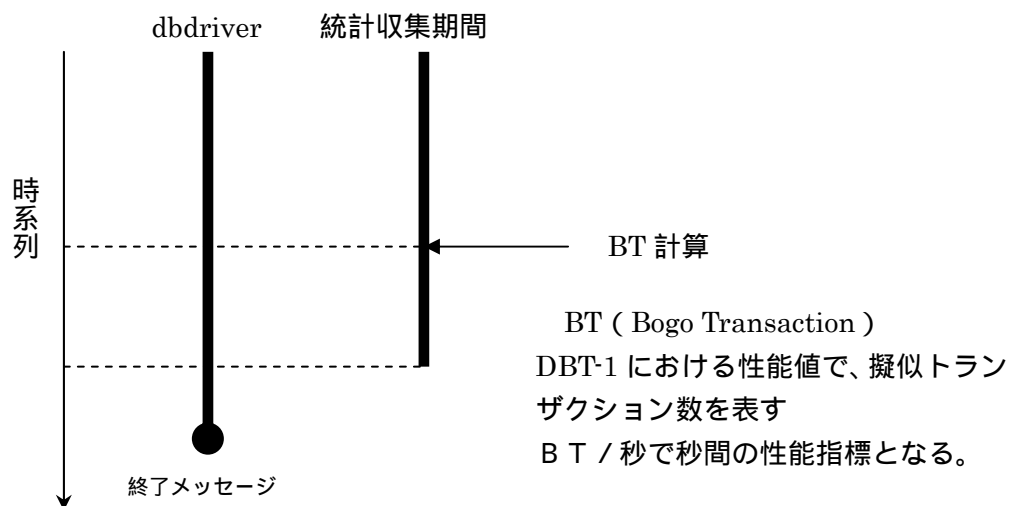 dbdriver
統計収集期間
時系列
BT 計算
BT ( Bogo Transaction )
DBT-1 における性能値で、擬似トラン
ザクション数を表す
ＢＴ／秒で秒間の性能指標となる。
終了メッセージ